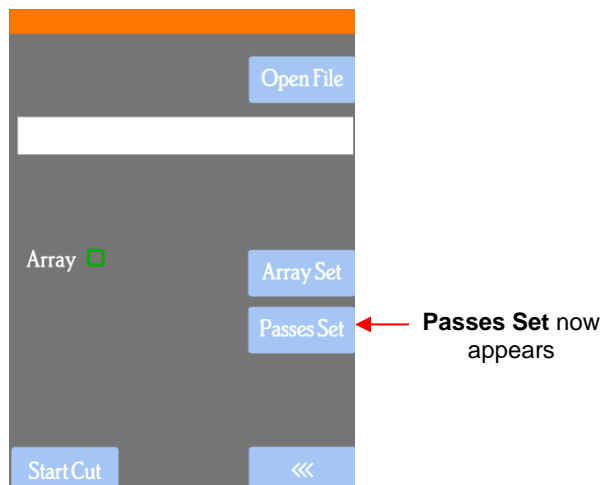 Open File
Array
Array Set
Passes Set
Passes Set now
appears
Start Cut
<<<